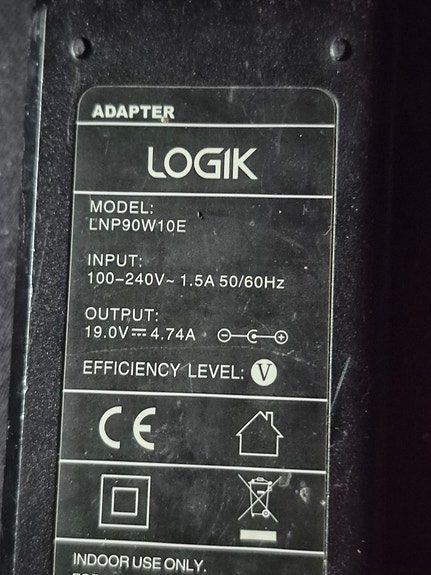 ADAPTER
LOGIK
MODEL:
LNP90W10E
INPUT:
100-240V~ 1.5A 50/60Hz
OUTPUT:
19.0V⎓4.74A
EFFICIENCY LEVEL: V
CE
INDOOR USE ONLY.